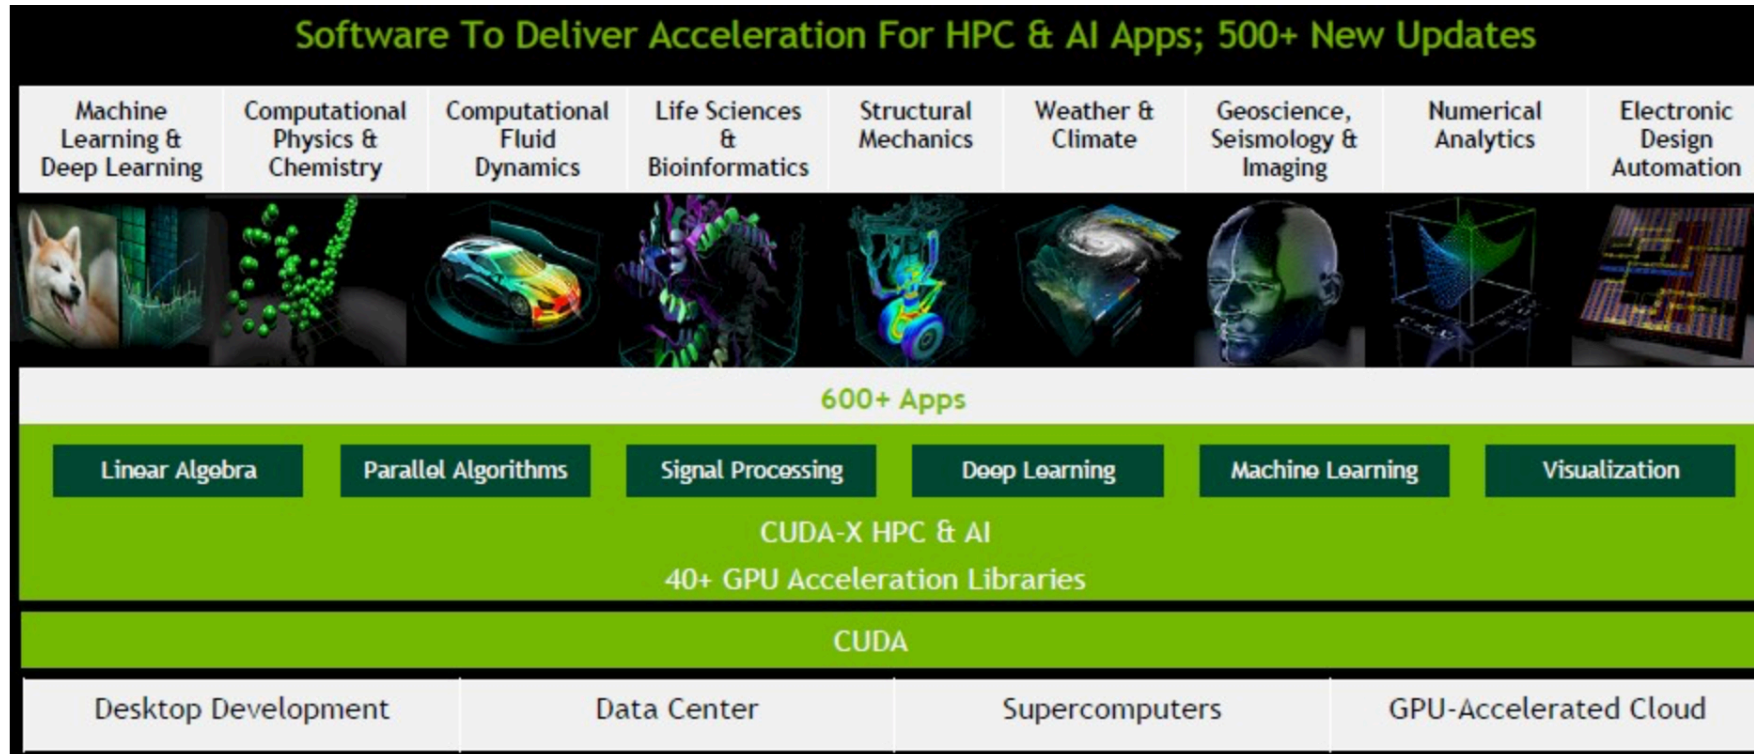 Software To Deliver Acceleration For HPC & AI Apps; 500+ New Updates
Machine
Learning &
Deep Learning
Computational
Physics &
Chemistry
Computational
Fluid
Dynamics
Life Sciences
&
Bioinformatics
Structural
Mechanics
Weather &
Climate
Geoscience,
Seismology &
Imaging
Numerical
Analytics
Electronic
Design
Automation
600+ Apps
Linear Algebra
Parallel Algorithms
Signal Processing
Deep Learning
Machine Learning
Visualization
CUDA-X HPC & AI
40+ GPU Acceleration Libraries
CUDA
Desktop Development
Data Center
Supercomputers
GPU-Accelerated Cloud